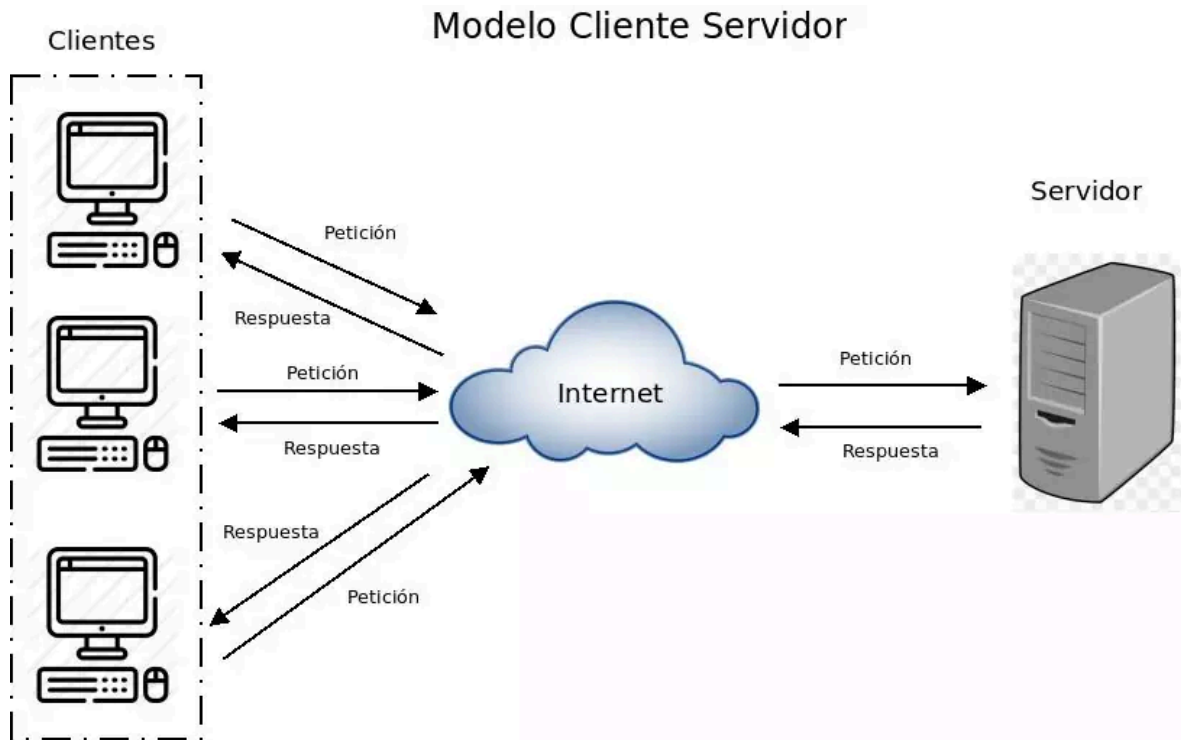 Modelo Cliente Servidor
Clientes
Servidor
Petición
Respuesta
Petición
Respuesta
Internet
Petición
Respuesta
Respuesta
Petición